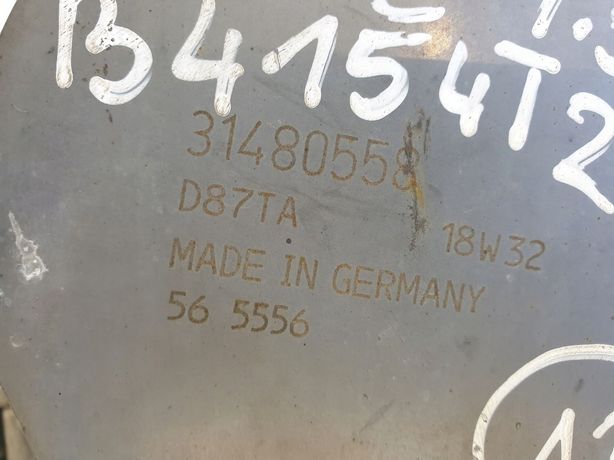 B4154T2
31480558
D87TA
18W32
MADE IN GERMANY
56 5556